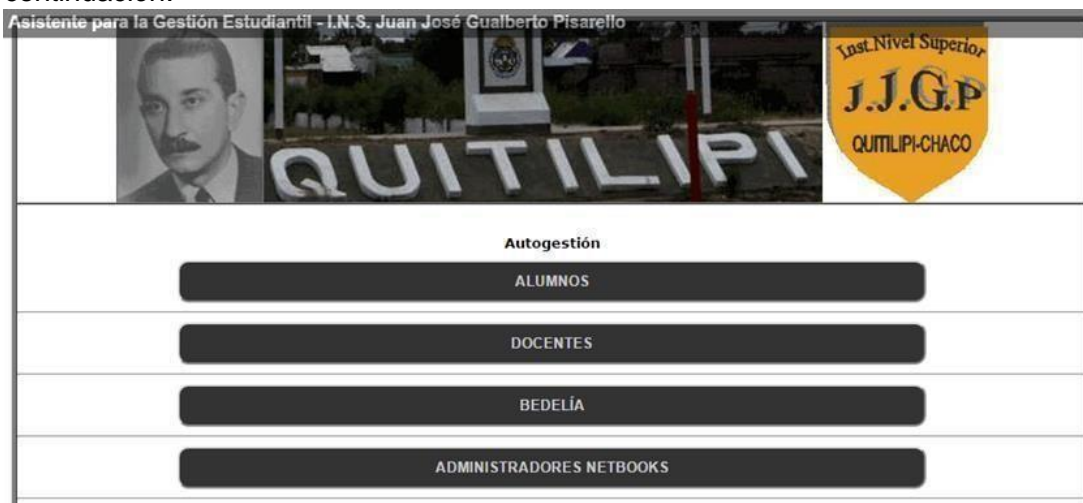 continuación.
Asistente para la Gestión Estudiantil - I.N.S. Juan José Gualberto Pisarello
QUITILIPI
Inst.Nivel Superior
J.J.G.P
QUITILIPI-CHACO
Autogestión
ALUMNOS
DOCENTES
BEDELÍA
ADMINISTRADORES NETBOOKS